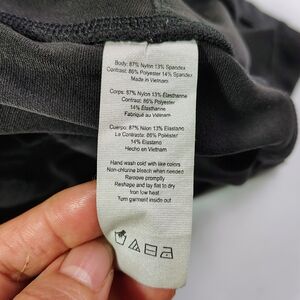 Body: 87% Nylon 13% Spandex
Contrast: 86% Polyester 14% Spandex
Made in Vietnam
Corps: 87% Nylon 13% Élasthanne
Contraste: 86% Polyester
14% Élasthanne
Fabriqué au Viêtnam
Cuerpo: 87% Nilon 13% Elastano
La Contrasta: 86% Poliéster
14% Elastano
Hecho en Vietnam
Hand wash cold with like colors
Non-chlorine bleach when needed
Remove promptly
Reshape and lay flat to dry
Iron low heat
Turn garment inside out